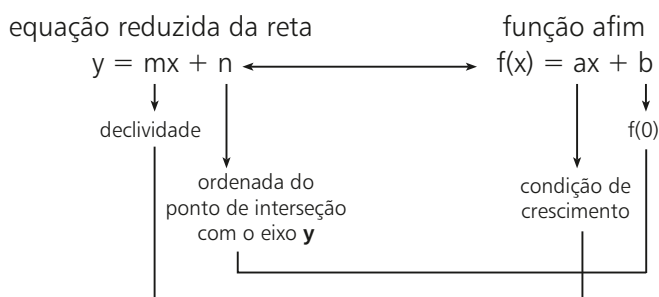 equação reduzida da reta
função afim
y = mx + n
f(x) = ax + b
declividade
f(0)
ordenada do
ponto de interseção
com o eixo y
condição de
crescimento